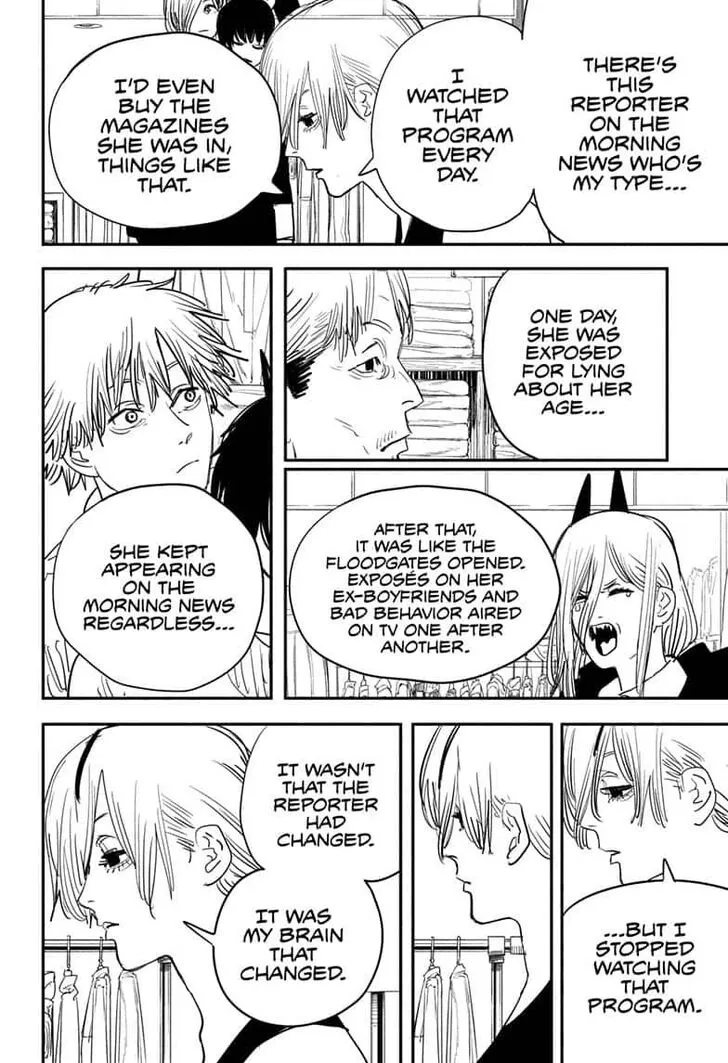 THERE'S
THIS
REPORTER
ON THE
MORNING
NEWS WHO'S
MY TYPE...
I
WATCHED
THAT
PROGRAM
EVERY
DAY.
I'D EVEN
BUY THE
MAGAZINES
SHE WAS IN,
THINGS LIKE
THAT.
ONE DAY,
SHE WAS
EXPOSED
FOR LYING
ABOUT HER
AGE...
AFTER THAT,
IT WAS LIKE THE
FLOODGATES OPENED.
EXPOSÉS ON HER
EX-BOYFRIENDS AND
BAD BEHAVIOR AIRED
ON TV ONE AFTER
ANOTHER.
SHE KEPT
APPEARING
ON THE
MORNING NEWS
REGARDLESS...
...BUT I
STOPPED
WATCHING
THAT
PROGRAM.
IT WASN'T
THAT THE
REPORTER
HAD
CHANGED.
IT WAS
MY BRAIN
THAT
CHANGED.